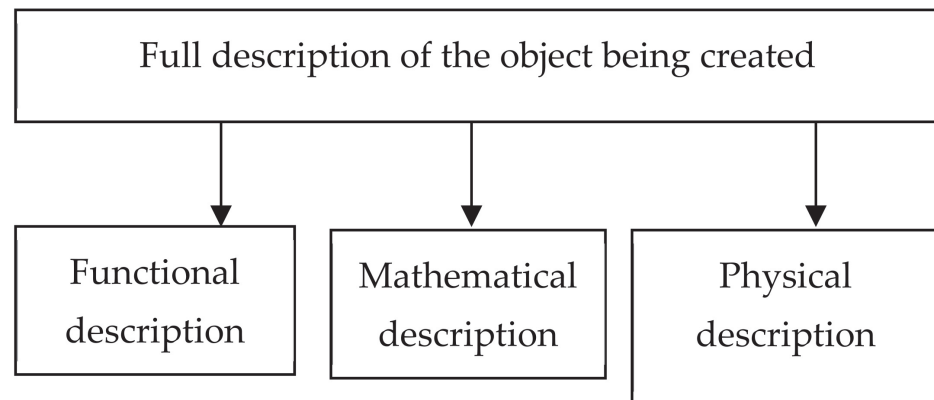 Full description of the object being created
Functional
description
Mathematical
description
Physical
description